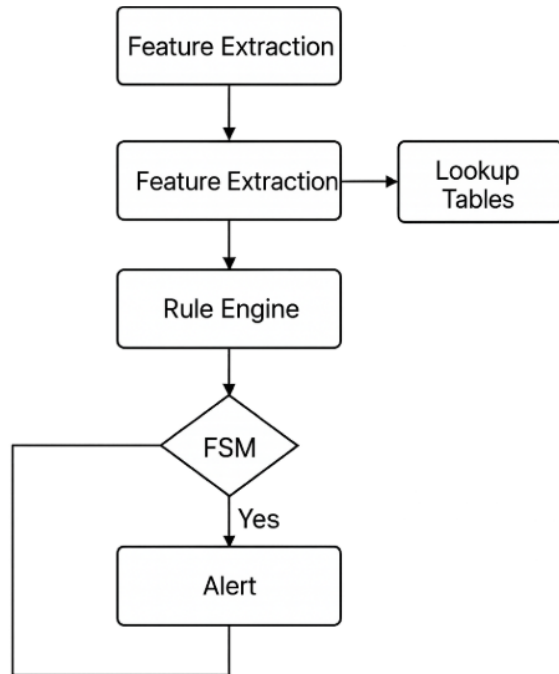 Feature Extraction
Feature Extraction
Lookup
Tables
Rule Engine
FSM
Yes
Alert